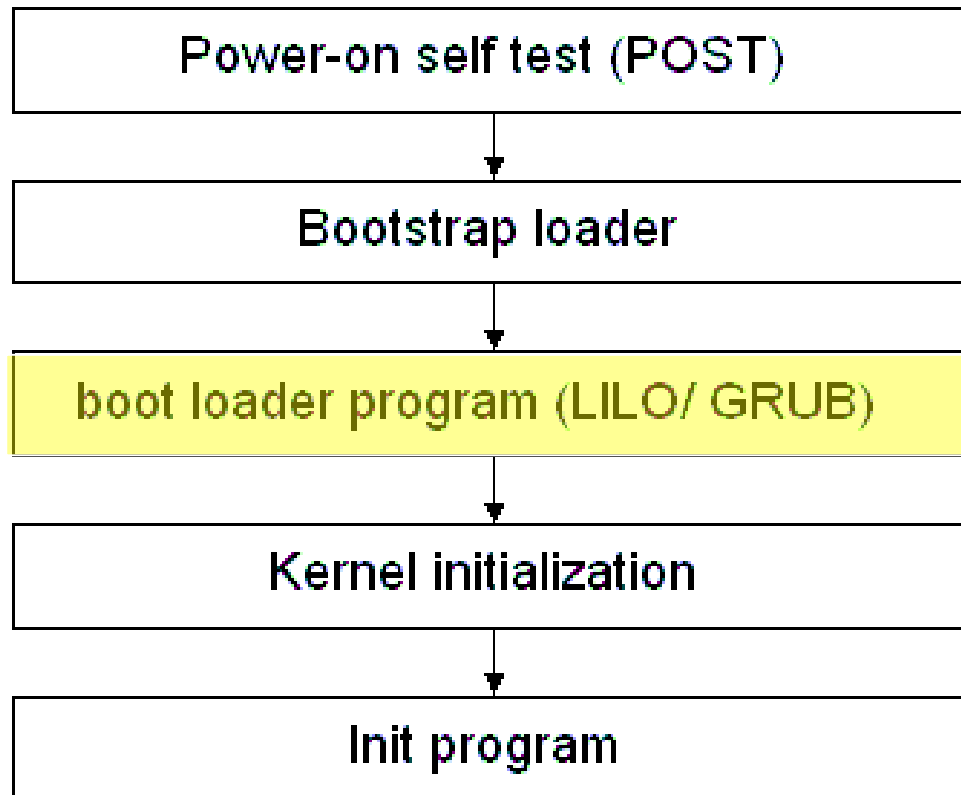 Power-on self test (POST)
Bootstrap loader
boot loader program (LILO/ GRUB)
Kernel initialization
Init program